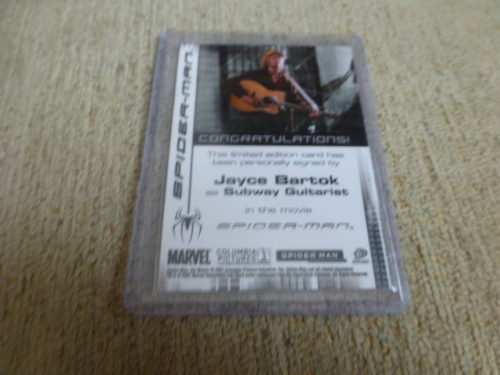 SPIDER-MAN
CONGRATULATIONS!
This limited edition card has
been personally signed by
Jayce Bartok
as Subway Guitarist
in the movie
SPIDER-MAN.
MARVEL
COLUMBIA
PICTURES
SPIDER-MAN